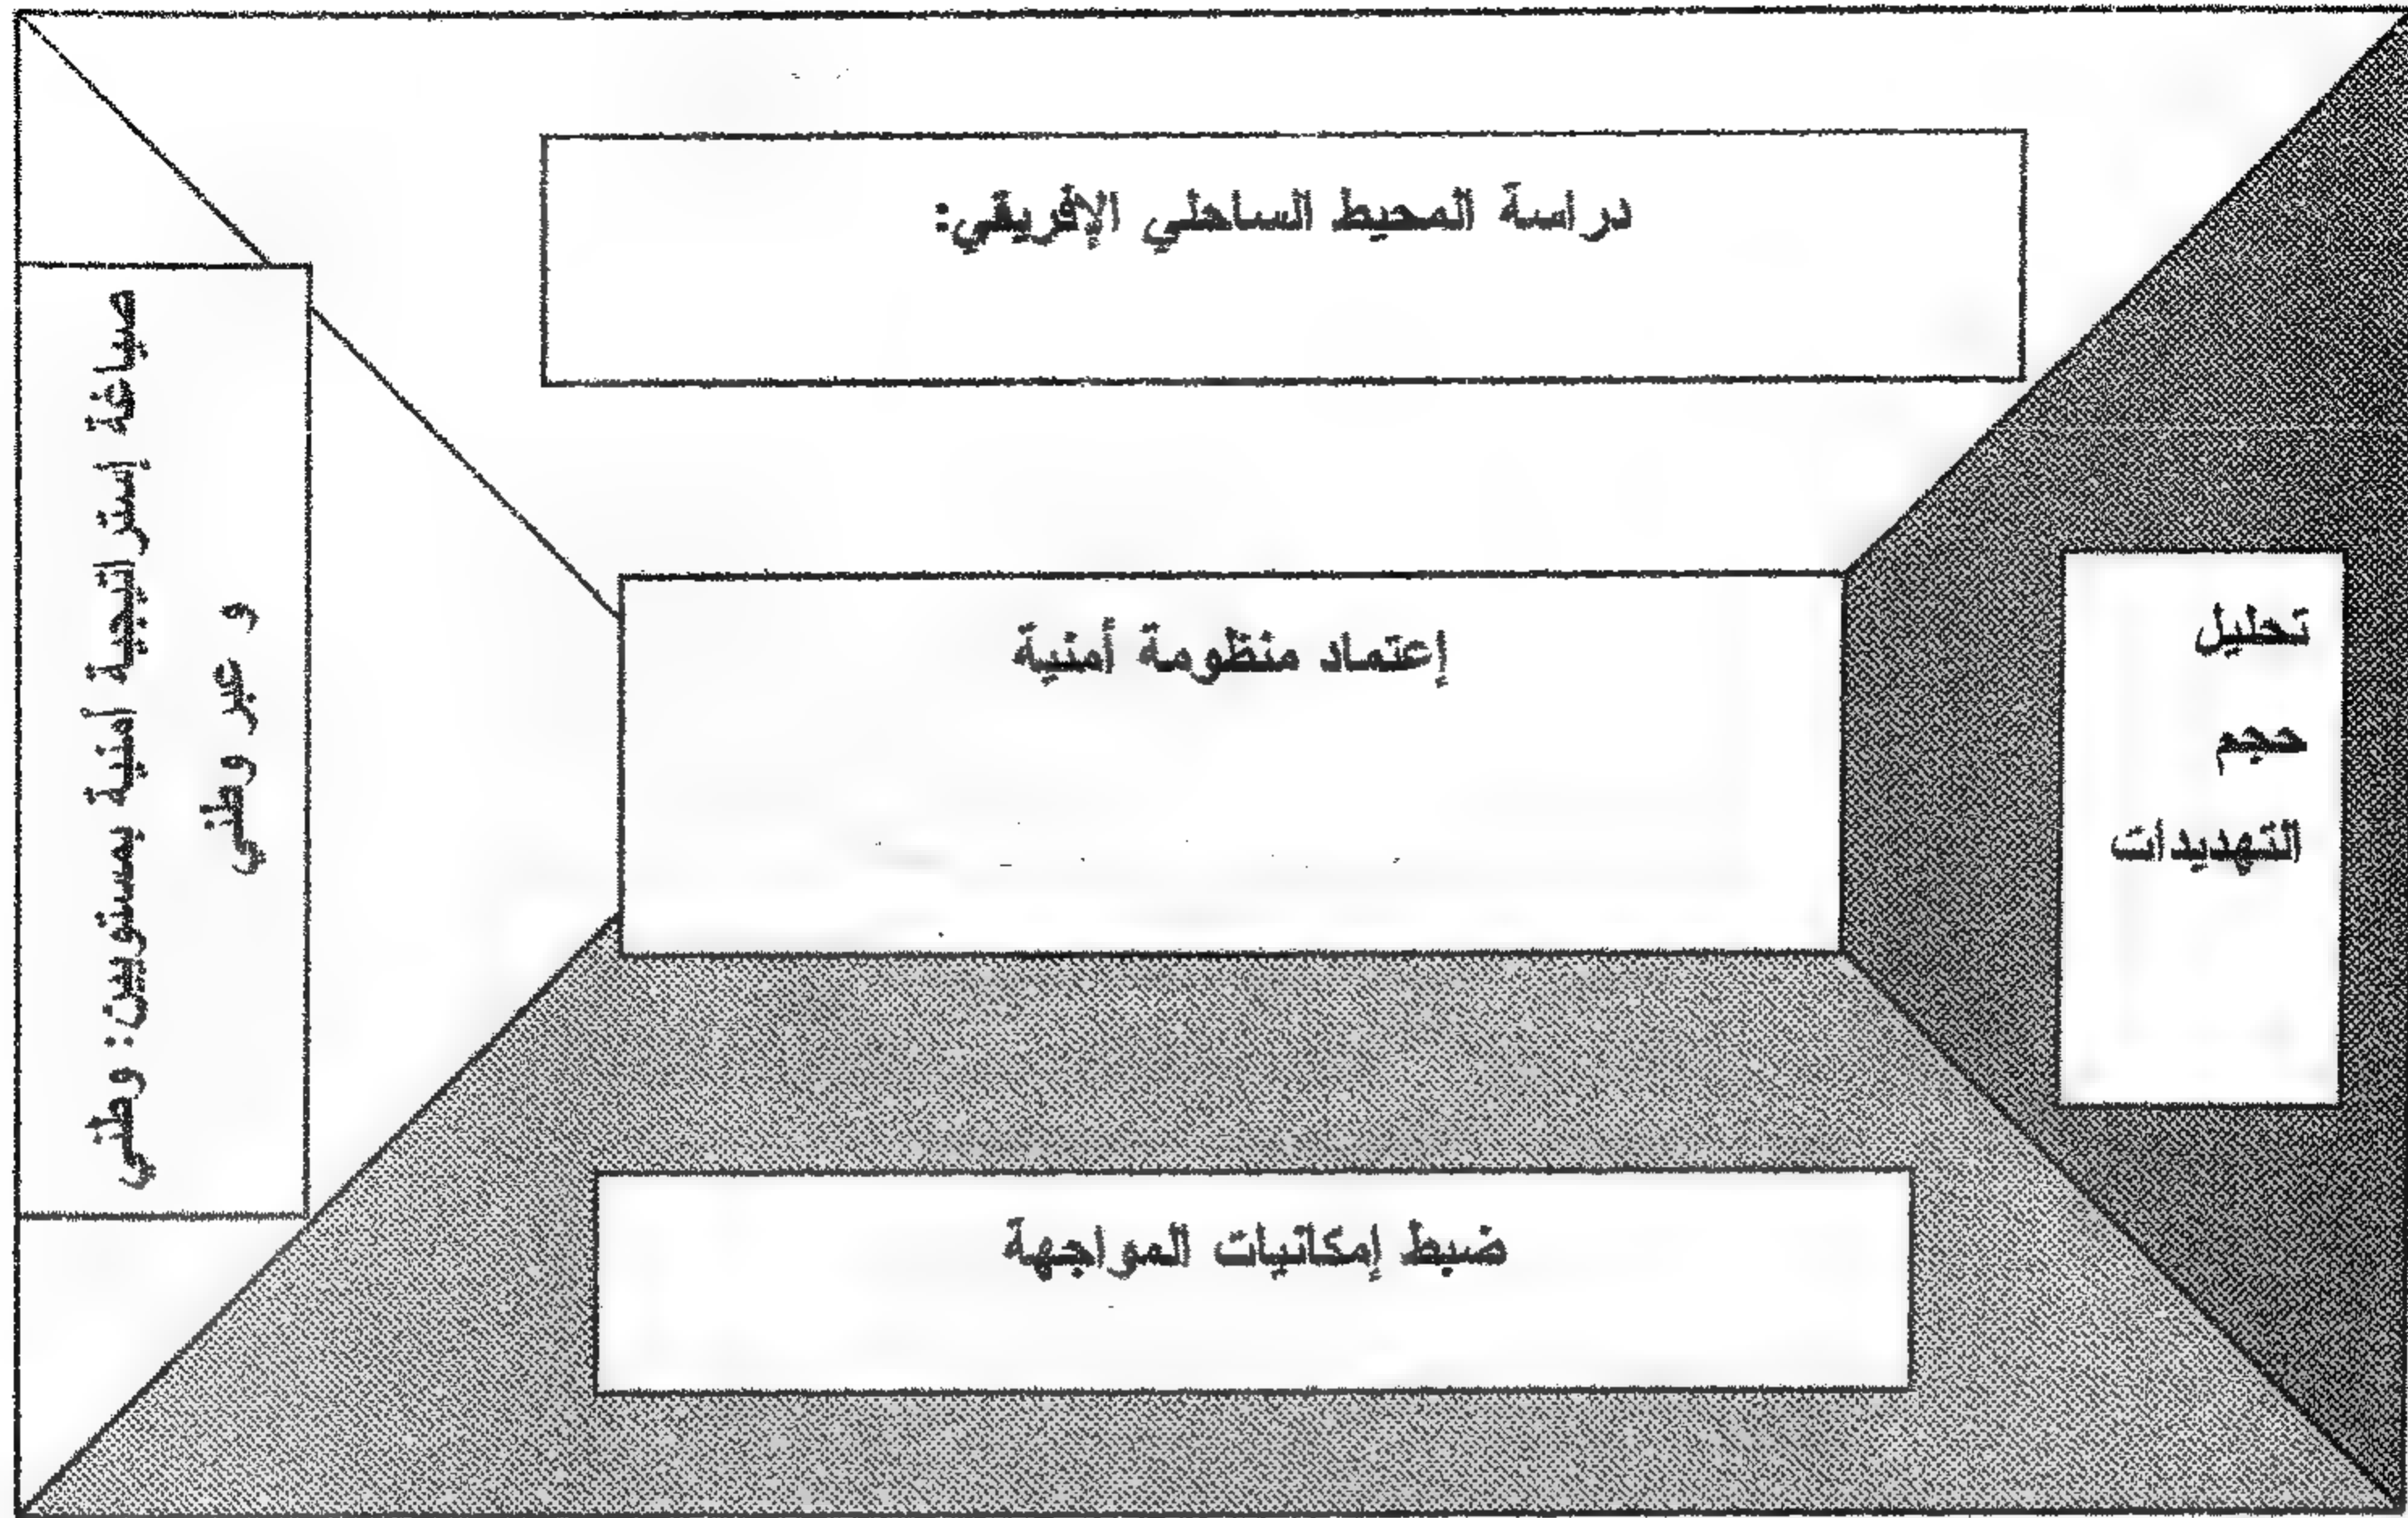 دراسة المحيط الساحلي الإفريقي:
تحليل
حجم
التهديدات
إعتماد منظومة أمنية
صياغة إستراتيجية أمنية بمستويين: وطني
و عبر وطني
ضبط إمكانيات المواجهة